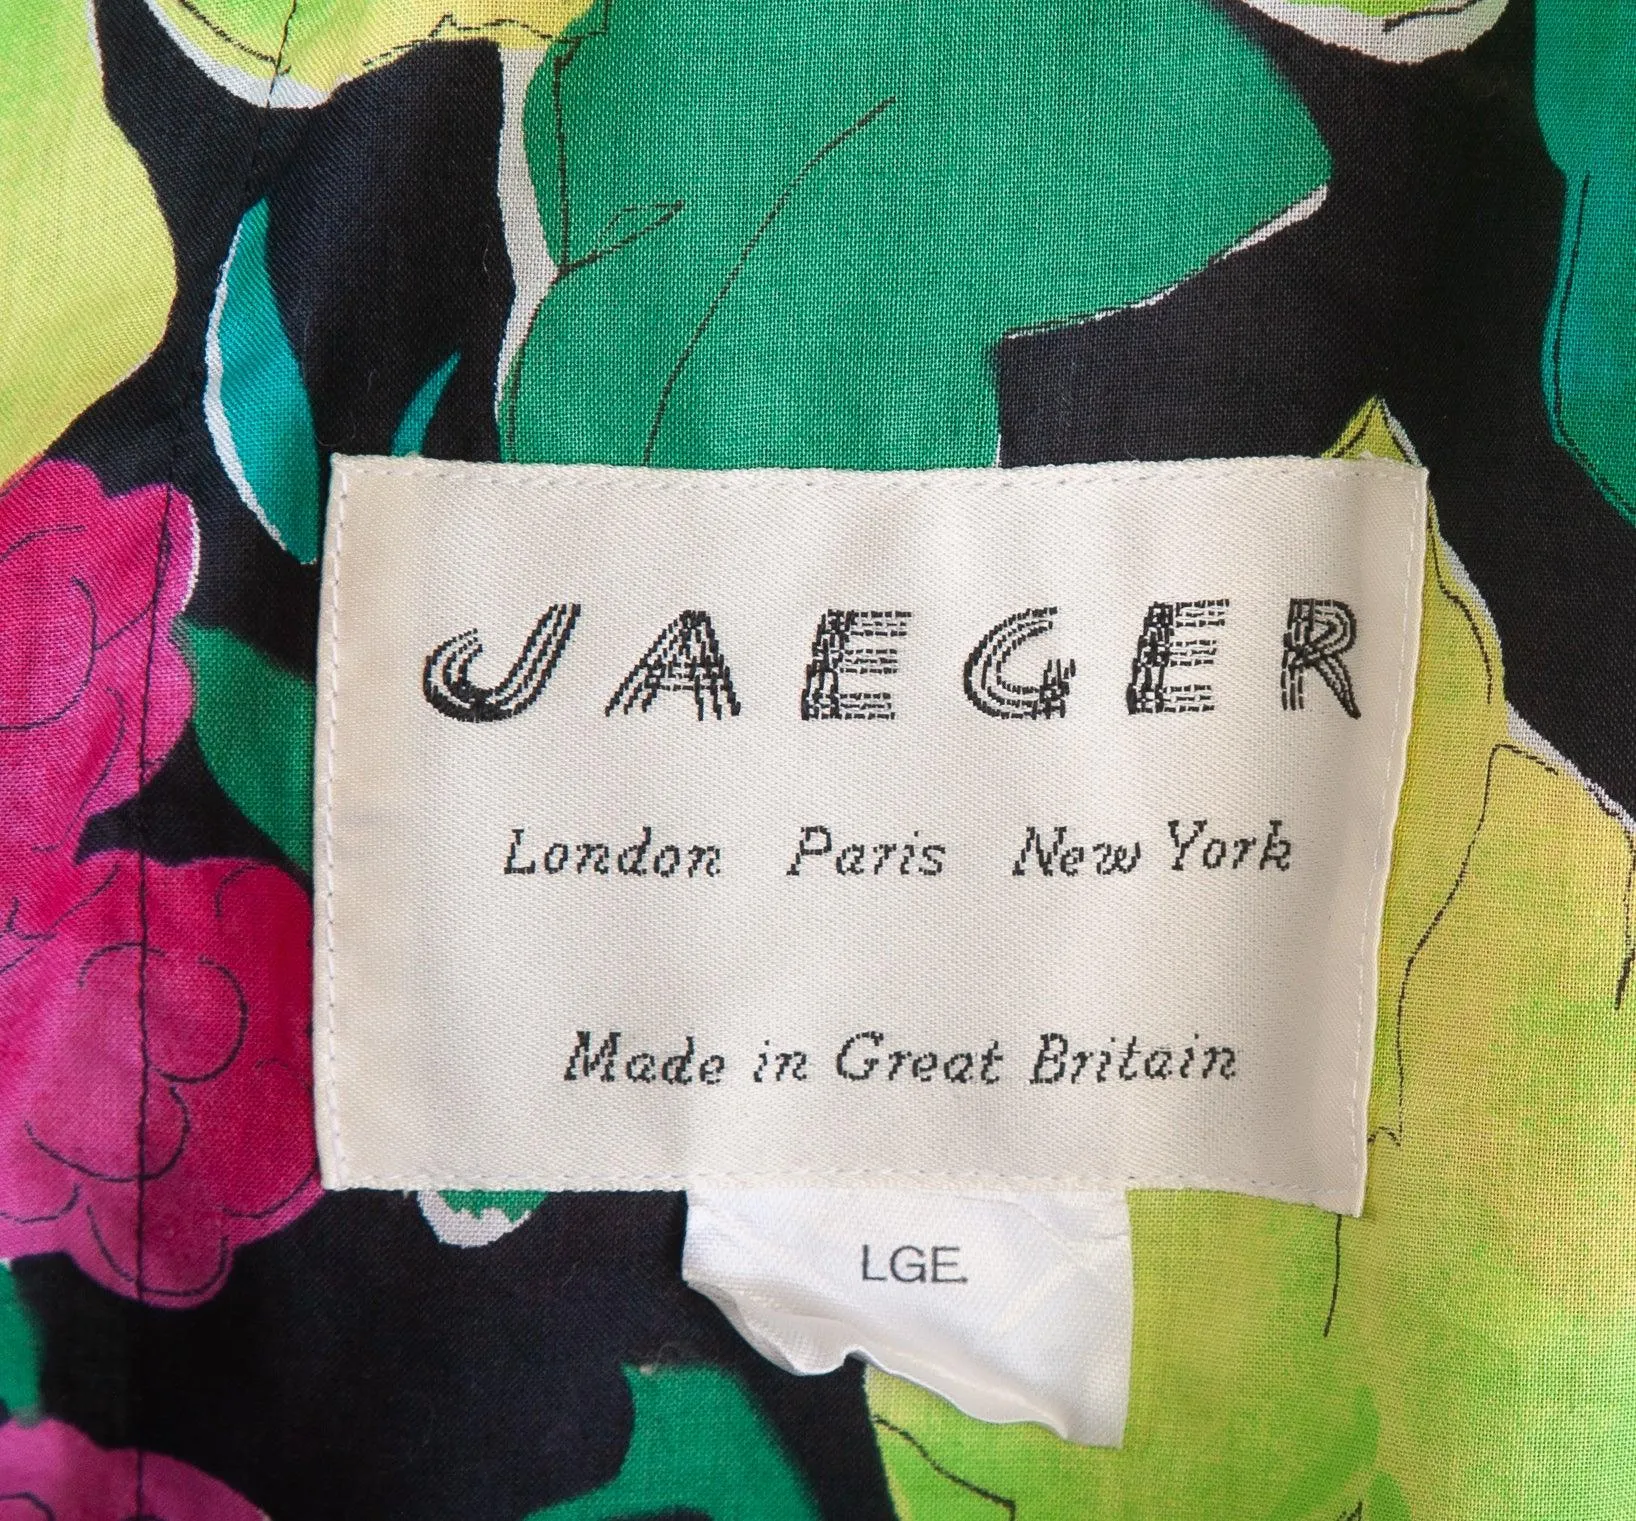 JAEGER
London Paris New York
Made in Great Britain
LGE.